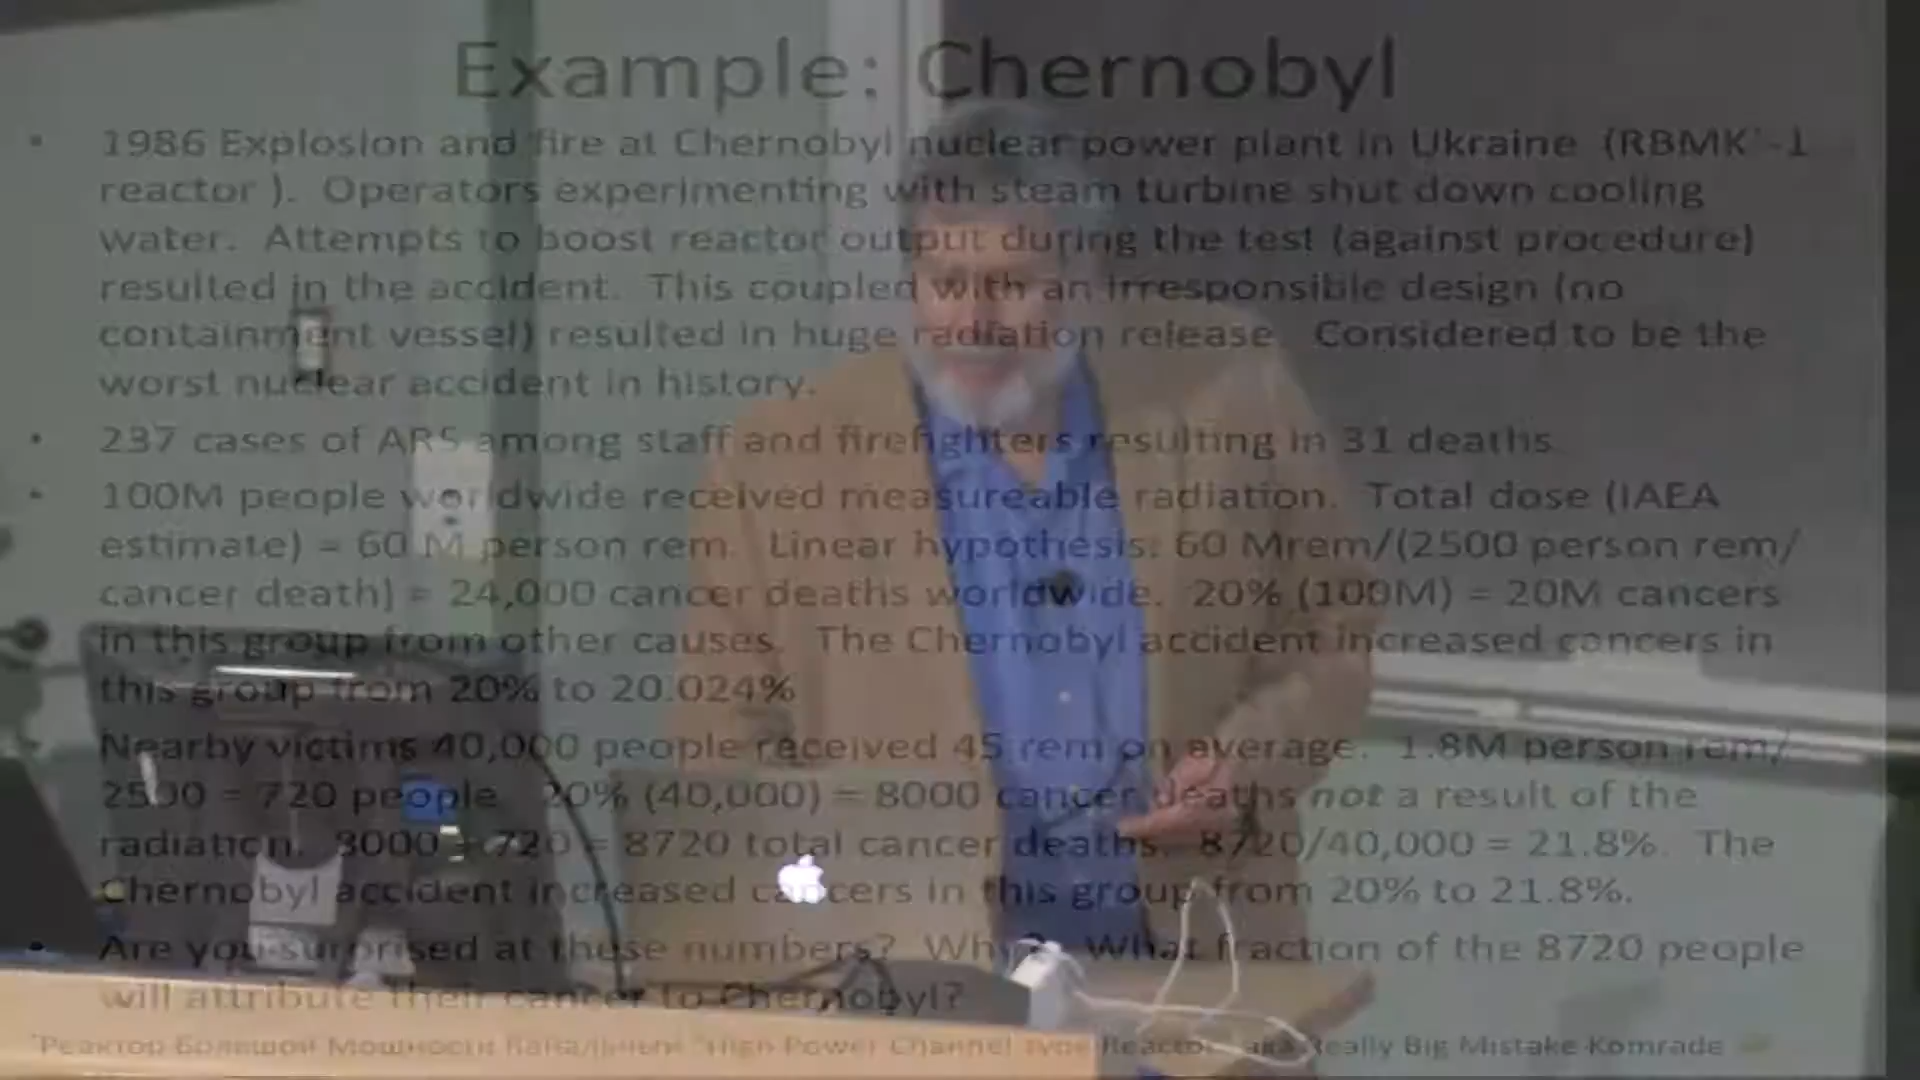 Example: Chernobyl
• 1986 Explosion and fire at Chernobyl nuclear power plant in Ukraine (RBMK*-1
reactor ). Operators experimenting with steam turbine shut down cooling
water. Attempts to boost reactor output during the test (against procedure)
resulted in the accident. This coupled with an irresponsible design (no
containment vessel) resulted in huge radiation release. Considered to be the
worst nuclear accident in history.
• 237 cases of ARS among staff and firefighters resulting in 31 deaths.
• 100M people worldwide received measureable radiation. Total dose (IAEA
estimate) = 60 M person rem. Linear hypothesis: 60 Mrem/(2500 person rem/
cancer death) = 24,000 cancer deaths worldwide. 20% (100M) = 20M cancers
in this group from other causes. The Chernobyl accident increased cancers in
this group from 20% to 20.024%
• Nearby victims 40,000 people received 45 rem on average. 1.8M person rem/
2500 = 720 people. 20% (40,000) = 8000 cancer deaths not a result of the
radiation. 8000 + 720 = 8720 total cancer deaths. 8720/40,000 = 21.8%. The
Chernobyl accident increased cancers in this group from 20% to 21.8%.
• Are you surprised at these numbers? Why? What fraction of the 8720 people
will attribute their cancer to Chernobyl?
*Реактор Большой Мощности Канальный "High Power Channel Type Reactor" aka Really Big Mistake Komrade